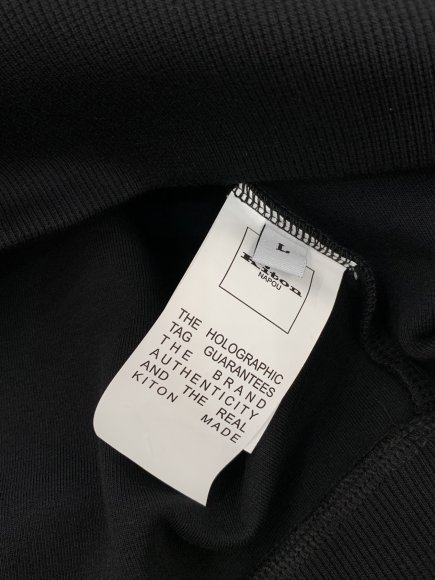 L
Kiton
NAPOLI
THE HOLOGRAPHIC
TAG GUARANTEES
THE BRAND
AUTHENTICITY
AND THE REAL
KITON MADE